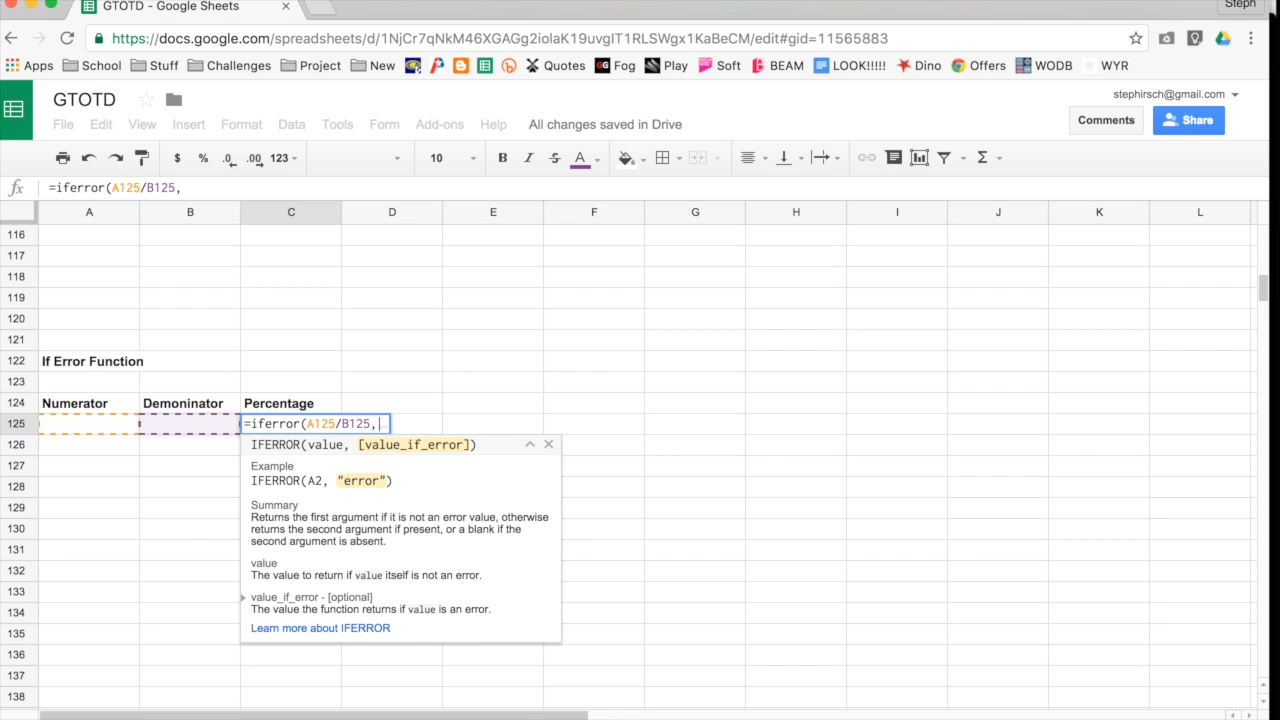 GTOTD - Google Sheets
Steph
https://docs.google.com/spreadsheets/d/1NjCr7qNkM46XGAGg2iolaK19uvgIT1RLSWgx1KaBeCM/edit#gid=11565883
Apps School Stuff Challenges Project New Quotes GG Fog Play Soft BEAM LOOK!!!!! Dino Offers WODB WYR
GTOTD
stephirsch@gmail.com
File Edit View Insert Format Data Tools Form Add-ons Help All changes saved in Drive
Comments Share
$ % .0 .00 123 10 B I S A Σ
fx =iferror(A125/B125,
A B C D E F G H I J K L
116
117
118
119
120
121
122 If Error Function
123
124 Numerator Demoninator Percentage
125 =iferror(A125/B125,
126 IFERROR(value, [value_if_error])
Example
127
IFERROR(A2, "error")
128
Summary
129 Returns the first argument if it is not an error value, otherwise
130 returns the second argument if present, or a blank if the
131 second argument is absent.
value
132 The value to return if value itself is not an error.
133 value_if_error - [optional]
134 The value the function returns if value is an error.
135 Learn more about IFERROR
136
137
138